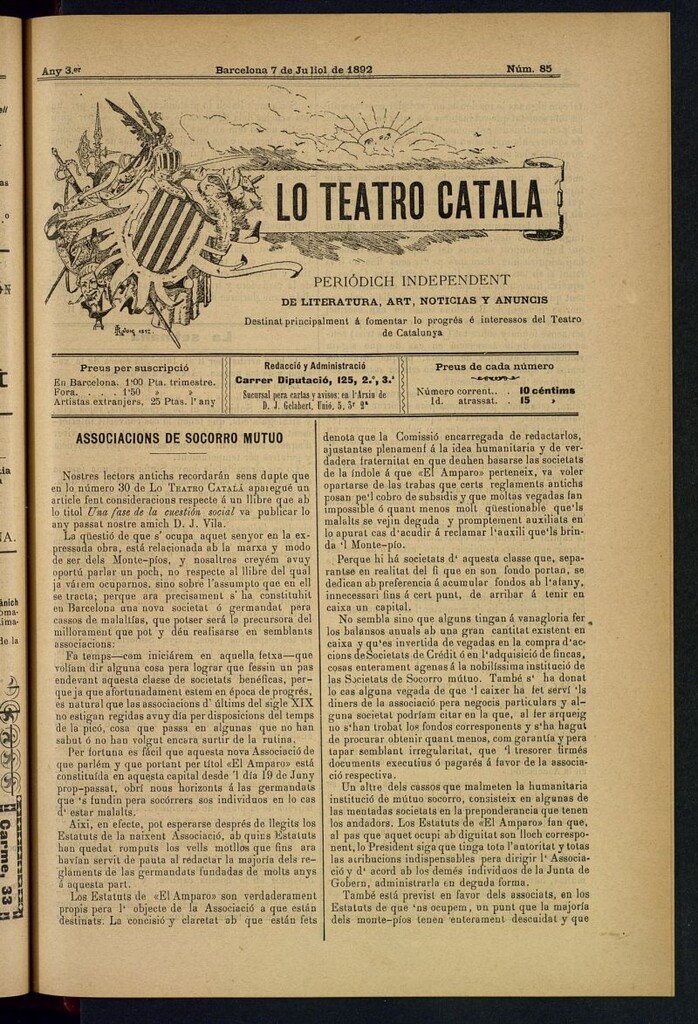 Any 3.er
Barcelona 7 de Juliol de 1892
Núm. 85
LO TEATRO CATALA
PERIÓDICH INDEPENDENT
DE LITERATURA, ART, NOTICIAS Y ANUNCIS
Destinat principalment á fomentar lo progrés é interessos del Teatro
de Catalunya
Preus per suscripció
En Barcelona. 1'00 Pta. trimestre.
Fora. . . . 1'50 » »
Artistas extranjers, 25 Ptas. l' any
Redacció y Administració
Carrer Diputació, 125, 2.º, 3.ª
Sucursal pera cartas y avisos: en l'Arxiu de
D. J. Gelabert, Unió, 5, 3º 2ª
Preus de cada número
Número corrent. . 10 céntims
Id. atrassat. . 15 »
ASSOCIACIONS DE SOCORRO MUTUO
Nostres lectors antichs recordarán sens dupte que
en lo número 30 de LO TEATRO CATALÁ aparegué un
article fent consideracions respecte á un llibre que ab
lo titol Una fase de la cuestión social va publicar lo
any passat nostre amich D. J. Vila.
La qüestió de que s' ocupa aquet senyor en la ex-
pressada obra, está relacionada ab la marxa y modo
de ser dels Monte-píos, y nosaltres creyém avuy
oportú parlar un poch, no respecte al llibre del qual
ja várem ocuparnos, sino sobre l'assumpto que en ell
se tracta; perque ara precisament s' ha constituhit
en Barcelona una nova societat ó germandat pera
cassos de malaltías, que potser será lo precursora del
millorament que pot y déu realisarse en semblants
associacions:
Fa temps—com iniciárem en aquella fetxa—que
voliam dir alguna cosa pera lograr que fessin un pas
endevant aquesta classe de societats benéficas, per-
que ja que afortunadament estem en época de progrés,
es natural que las associacions d' últims del sigle XIX
no estigan regidas avuy día per disposicions del temps
de la picó, cosa que passa en algunas que no han
sabut ó no han volgut encara surtir de la rutina.
Per fortuna es fácil que aquesta nova Associació de
que parlém y que portant per títol «El Amparo» está
constituída en aquesta capital desde 'l día 19 de Juny
prop-passat, obrí nous horizonts á las germandats
que 's fundin pera socórrers sos individuos en lo cas
d' estar malalts.
Aixi, en efecte, pot esperarse després de llegits los
Estatuts de la naixent Associació, ab quins Estatuts
han quedat romputs los vells motllos que fins ara
havían servit de pauta al redactar la majoría dels re-
glaments de las germandats fundadas de molts anys
á aquesta part.
Los Estatuts de «El Amparo» son verdaderament
propis pera l' objecte de la Associació a que están
destinats. La concisió y claretat ab que están fets
denota que la Comissió encarregada de redactarlos,
ajustantse plenament á la idea humanitaria y de ver-
dadera fraternitat en que deuhen basarse las societats
de la índole á que «El Amparo» perteneix, va voler
opartarse de las trabas que certs reglaments antichs
posan pe'l cobro de subsidis y que moltas vegadas fan
impossible ó quant menos molt qüestionable que'ls
malalts se vejin deguda y promptement auxiliats en
lo apurat cas d'acudir á reclamar l'auxili que'ls brin-
da 'l Monte-pío.
Perque hi há societats d' aquesta classe que, sepa-
rantse en realitat del fi que en son fondo portan, se
dedican ab preferencia á acumular fondos ab l'afany,
innecessari fins á cert punt, de arribar á tenir en
caixa un capital.
No sembla sino que alguns tingan á vanagloria fer
los balansos anuals ab una gran cantitat existent en
caixa y qu'es invertida de vegadas en la compra d'ac-
cions de Societats de Crédit ó en l'adquisició de fincas,
cosas enterament agenas á la nobilíssima institució de
las Societats de Socorro mútuo. També s' ha donat
lo cas alguna vegada de que 'l caixer ha fet servi 'ls
diners de la associació pera negocis particulars y al-
guna societat podríam citar en la que, al fer arqueig
no s'han trobat los fondos corresponents y s'ha hagut
de procurar obtenir quant menos, com garantía y pera
tapar semblant irregularitat, que 'l tresorer firmés
documents executius ó pagarés á favor de la associa-
ció respectiva.
Un altre dels cassos que malmeten la humanitaria
institució de mútuo socorro, consisteix en algunas de
las mentadas societats en la preponderancia que tenen
los andadors. Los Estatuts de «El Amparo» fan que,
al pas que aquet ocupi ab dignitat son lloch correspo-
nent, lo President siga que tinga tota l'autoritat y totas
las atribucions indispensables pera dirigir l' Associa-
ció y d' acord ab los demés individuos de la Junta de
Gobern, administrarla en deguda forma.
També está previst en favor dels associats, en los
Estatuts de que 'ns ocupem, un punt que la majoría
dels monte-píos tenen enterament descuidat y que
Carme, 33